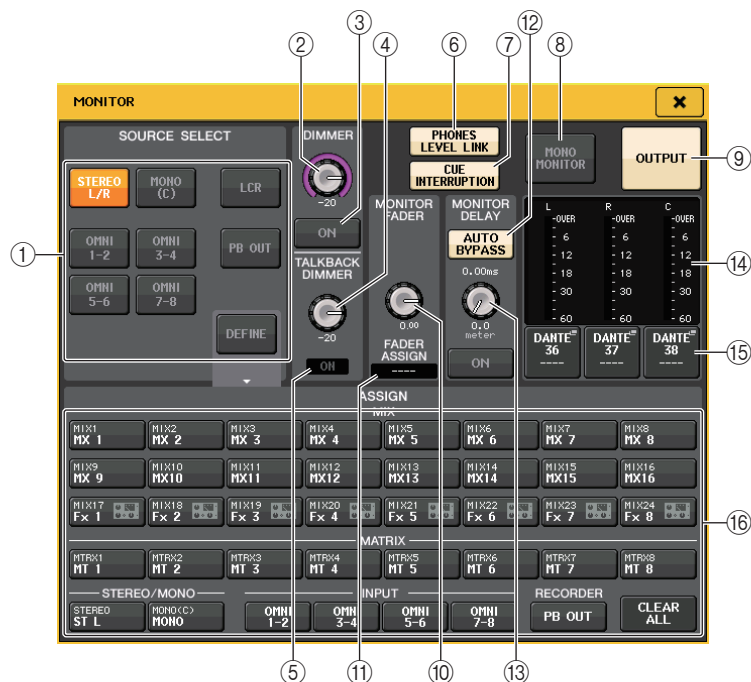 ② ③ ④ ⑥ ⑦ ⑫ ⑧
MONITOR
SOURCE SELECT
STEREO L/R
MONO (C)
LCR
OMNI 1-2
OMNI 3-4
PB OUT
OMNI 5-6
OMNI 7-8
DEFINE
①
DIMMER
-20
ON
TALKBACK DIMMER
-20
ON
PHONES LEVEL LINK
CUE INTERRUPTION
MONITOR FADER
0.00
FADER ASSIGN
----
MONITOR DELAY
AUTO BYPASS
0.00ms
0.0
meter
ON
MONO MONITOR
OUTPUT
⑨
L R C
-OVER -OVER -OVER
6 6 6
12 12 12
18 18 18
30 30 30
60 60 60
⑭
DANTE 36 ----
DANTE 37 ----
DANTE 38 ----
⑮
ASSIGN
MIX
MIX1 MIX2 MIX3 MIX4 MIX5 MIX6 MIX7 MIX8
MX 1 MX 2 MX 3 MX 4 MX 5 MX 6 MX 7 MX 8
MIX9 MIX10 MIX11 MIX12 MIX13 MIX14 MIX15 MIX16
MX 9 MX10 MX11 MX12 MX13 MX14 MX15 MX16
MIX17 MIX18 MIX19 MIX20 MIX21 MIX22 MIX23 MIX24
Fx 1 Fx 2 Fx 3 Fx 4 Fx 5 Fx 6 Fx 7 Fx 8
⑯
MATRIX
MTRX1 MTRX2 MTRX3 MTRX4 MTRX5 MTRX6 MTRX7 MTRX8
MT 1 MT 2 MT 3 MT 4 MT 5 MT 6 MT 7 MT 8
STEREO/MONO INPUT RECORDER
STEREO ST L
MONO(C) MONO
OMNI 1-2
OMNI 3-4
OMNI 5-6
OMNI 7-8
PB OUT
CLEAR ALL
⑤ ⑪ ⑩ ⑬